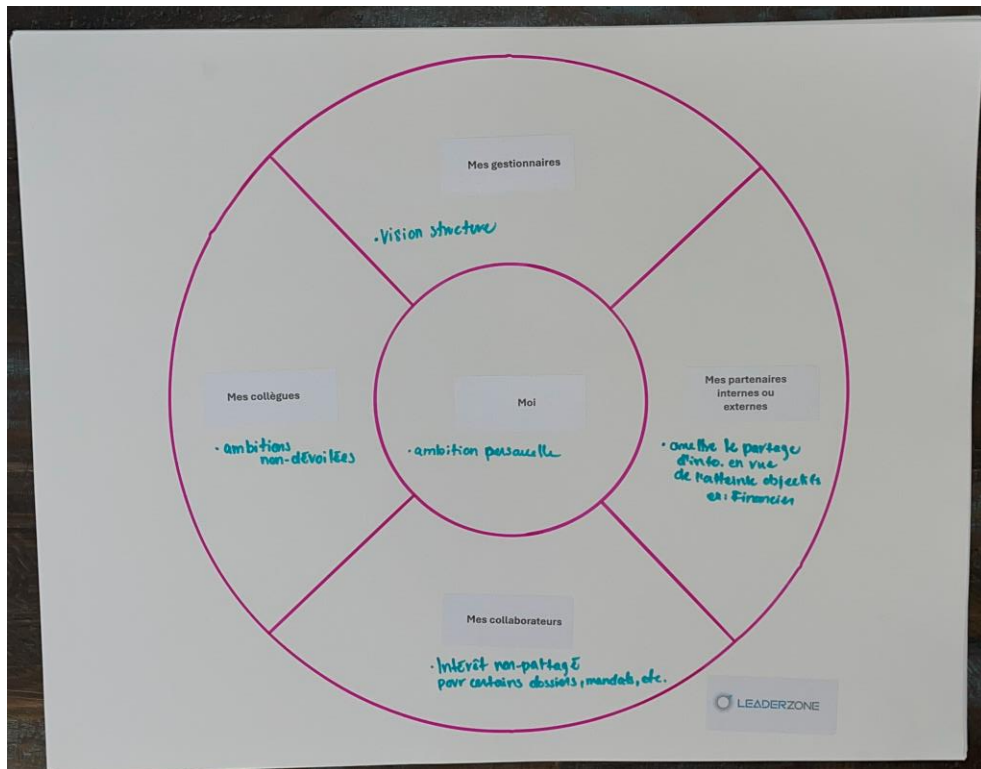 Mes gestionnaires
• Vision structure
Mes collègues
• ambitions
non-dévoilées
Moi
• ambition personnelle
Mes partenaires
internes ou
externes
• omettre le partage
d'info. en vue
de l'atteinte objectifs
ex: Financier
Mes collaborateurs
• Intérêt non-partagé
pour certains dossiers, mandats, etc.
LEADERZONE